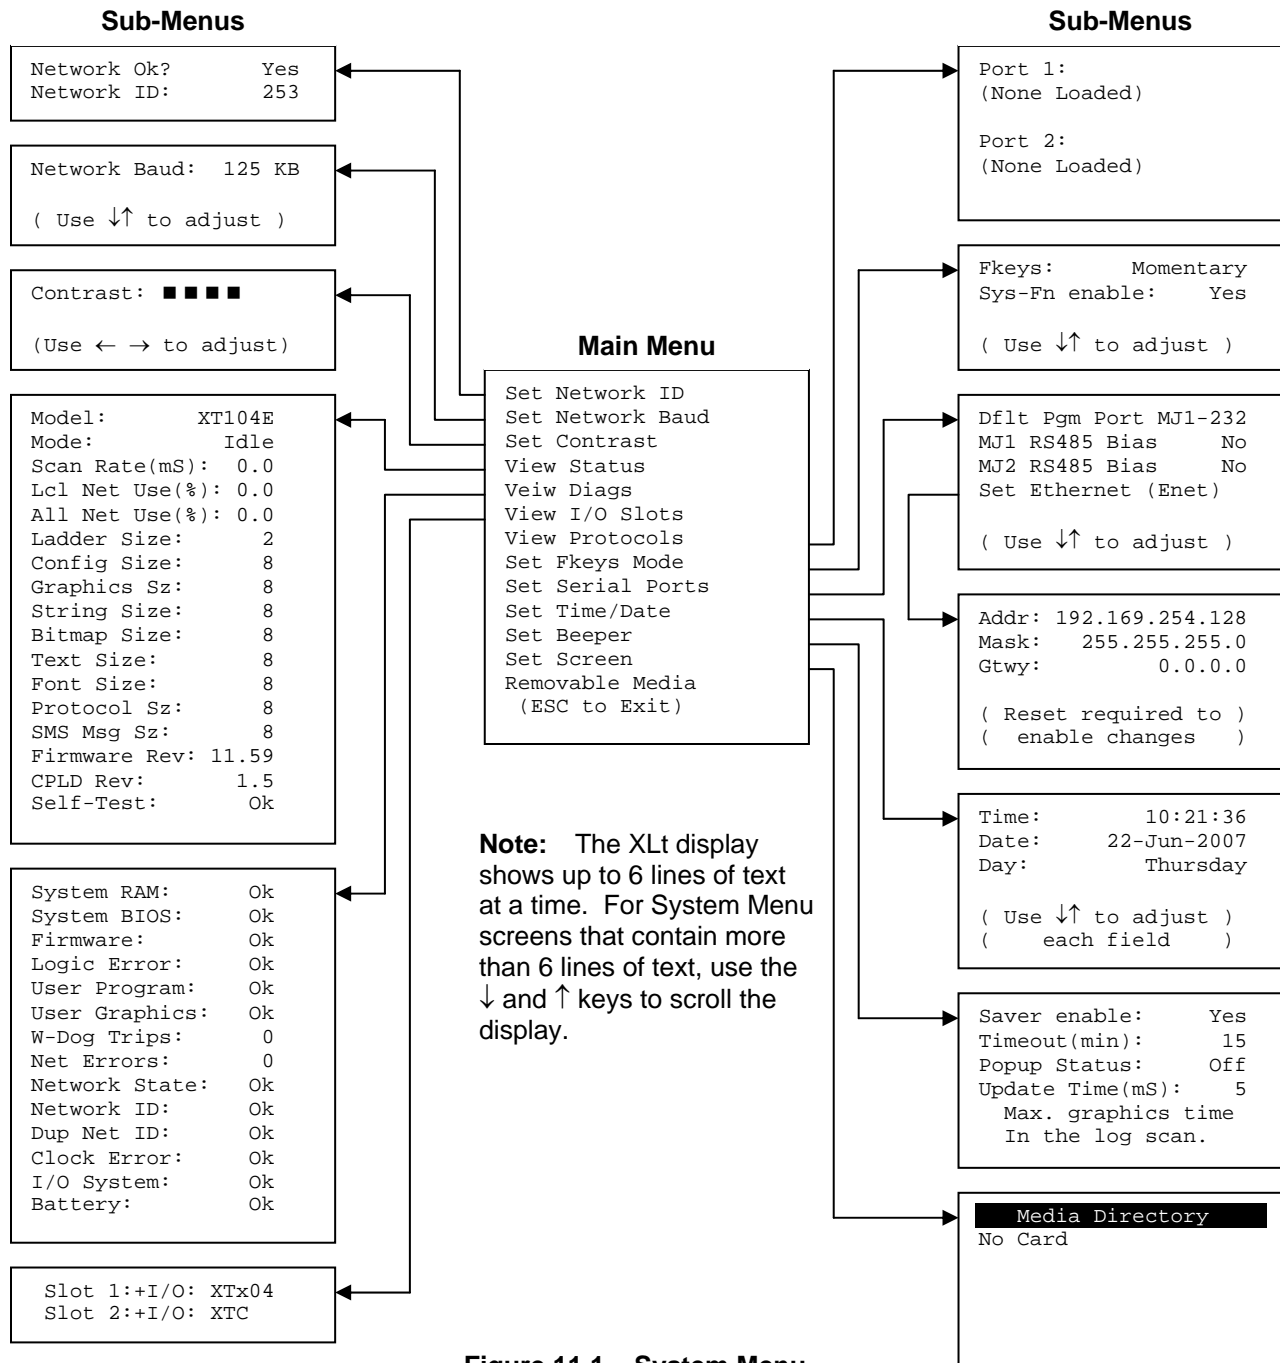 Sub-Menus
Network Ok? Yes
Network ID: 253
Network Baud: 125 KB
( Use ↓↑ to adjust )
Contrast: ■ ■ ■ ■
(Use ← → to adjust)
Model: XT104E
Mode: Idle
Scan Rate(mS): 0.0
Lcl Net Use(%): 0.0
All Net Use(%): 0.0
Ladder Size: 2
Config Size: 8
Graphics Sz: 8
String Size: 8
Bitmap Size: 8
Text Size: 8
Font Size: 8
Protocol Sz: 8
SMS Msg Sz: 8
Firmware Rev: 11.59
CPLD Rev: 1.5
Self-Test: Ok
System RAM: Ok
System BIOS: Ok
Firmware: Ok
Logic Error: Ok
User Program: Ok
User Graphics: Ok
W-Dog Trips: 0
Net Errors: 0
Network State: Ok
Network ID: Ok
Dup Net ID: Ok
Clock Error: Ok
I/O System: Ok
Battery: Ok
Slot 1:+I/O: XTx04
Slot 2:+I/O: XTC
Main Menu
Set Network ID
Set Network Baud
Set Contrast
View Status
Veiw Diags
View I/O Slots
View Protocols
Set Fkeys Mode
Set Serial Ports
Set Time/Date
Set Beeper
Set Screen
Removable Media
(ESC to Exit)
Note: The XLt display
shows up to 6 lines of text
at a time. For System Menu
screens that contain more
than 6 lines of text, use the
↓ and ↑ keys to scroll the
display.
Sub-Menus
Port 1:
(None Loaded)
Port 2:
(None Loaded)
Fkeys: Momentary
Sys-Fn enable: Yes
( Use ↓↑ to adjust )
Dflt Pgm Port MJ1-232
MJ1 RS485 Bias No
MJ2 RS485 Bias No
Set Ethernet (Enet)
( Use ↓↑ to adjust )
Addr: 192.169.254.128
Mask: 255.255.255.0
Gtwy: 0.0.0.0
( Reset required to )
( enable changes )
Time: 10:21:36
Date: 22-Jun-2007
Day: Thursday
( Use ↓↑ to adjust )
( each field )
Saver enable: Yes
Timeout(min): 15
Popup Status: Off
Update Time(mS): 5
Max. graphics time
In the log scan.
Media Directory
No Card
Figure 11.1 – System Menu